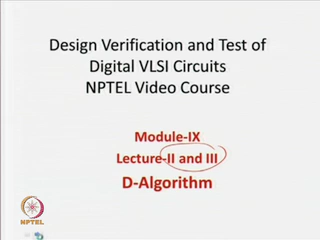 Design Verification and Test of
Digital VLSI Circuits
NPTEL Video Course
Module-IX
Lecture-II and III
D-Algorithm
NPTEL